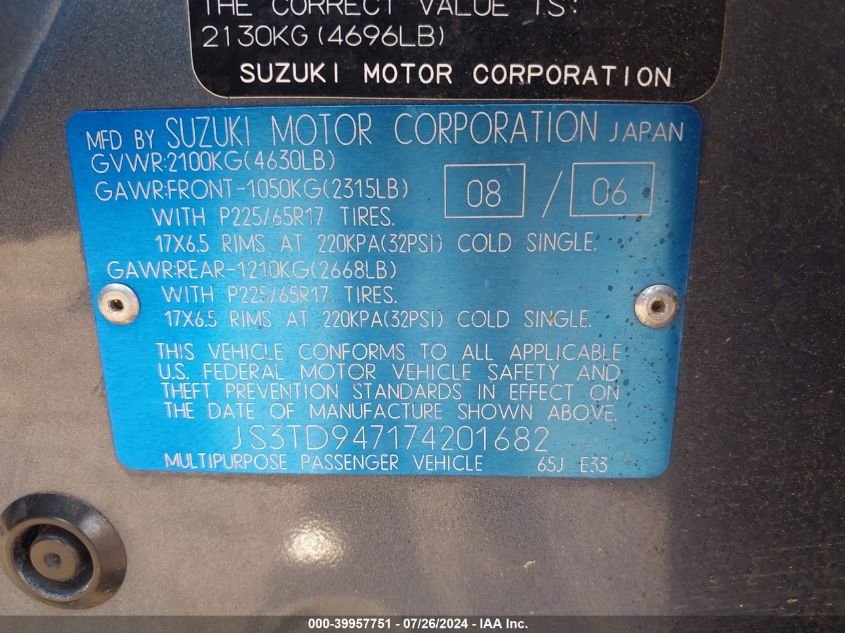 THE CORRECT VALUE IS:
2130KG(4696LB)
SUZUKI MOTOR CORPORATION
MFD BY SUZUKI MOTOR CORPORATION JAPAN
GVWR:2100KG(4630LB)
GAWR:FRONT-1050KG(2315LB) 08 / 06
WITH P225/65R17 TIRES.
17X6.5 RIMS AT 220KPA(32PSI) COLD SINGLE.
GAWR:REAR-1210KG(2668LB)
WITH P225/65R17 TIRES.
17X6.5 RIMS AT 220KPA(32PSI) COLD SINGLE.
THIS VEHICLE CONFORMS TO ALL APPLICABLE
U.S. FEDERAL MOTOR VEHICLE SAFETY AND
THEFT PREVENTION STANDARDS IN EFFECT ON
THE DATE OF MANUFACTURE SHOWN ABOVE.
JS3TD947174201682
MULTIPURPOSE PASSENGER VEHICLE 65J E33
000-39957751 - 07/26/2024 - IAA Inc.